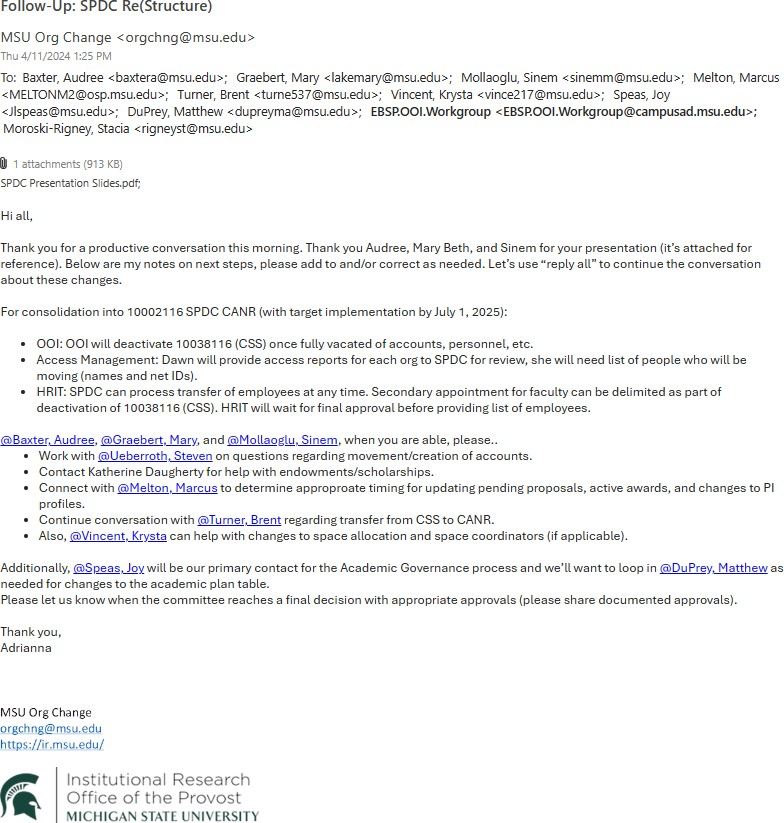 Follow-Up: SPDC Re(Structure)
MSU Org Change <orgchng@msu.edu>
Thu 4/11/2024 1:25 PM
To: Baxter, Audree <baxtera@msu.edu>; Graebert, Mary <lakemary@msu.edu>; Mollaoglu, Sinem <sinemm@msu.edu>; Melton, Marcus
<MELTONM2@osp.msu.edu>; Turner, Brent <turne537@msu.edu>; Vincent, Krysta <vince217@msu.edu>; Speas, Joy
<Jlspeas@msu.edu>; DuPrey, Matthew <dupreyma@msu.edu>; EBSP.OOI.Workgroup <EBSP.OOI.Workgroup@campusad.msu.edu>;
Moroski-Rigney, Stacia <rigneyst@msu.edu>
1 attachments (913 KB)
SPDC Presentation Slides.pdf;
Hi all,
Thank you for a productive conversation this morning. Thank you Audree, Mary Beth, and Sinem for your presentation (it’s attached for
reference). Below are my notes on next steps, please add to and/or correct as needed. Let’s use “reply all” to continue the conversation
about these changes.
For consolidation into 10002116 SPDC CANR (with target implementation by July 1, 2025):
• OOI: OOI will deactivate 10038116 (CSS) once fully vacated of accounts, personnel, etc.
• Access Management: Dawn will provide access reports for each org to SPDC for review, she will need list of people who will be
moving (names and net IDs).
• HRIT: SPDC can process transfer of employees at any time. Secondary appointment for faculty can be delimited as part of
deactivation of 10038116 (CSS). HRIT will wait for final approval before providing list of employees.
@Baxter, Audree, @Graebert, Mary, and @Mollaoglu, Sinem, when you are able, please..
• Work with @Ueberroth, Steven on questions regarding movement/creation of accounts.
• Contact Katherine Daugherty for help with endowments/scholarships.
• Connect with @Melton, Marcus to determine approproate timing for updating pending proposals, active awards, and changes to PI
profiles.
• Continue conversation with @Turner, Brent regarding transfer from CSS to CANR.
• Also, @Vincent, Krysta can help with changes to space allocation and space coordinators (if applicable).
Additionally, @Speas, Joy will be our primary contact for the Academic Governance process and we’ll want to loop in @DuPrey, Matthew as
needed for changes to the academic plan table.
Please let us know when the committee reaches a final decision with appropriate approvals (please share documented approvals).
Thank you,
Adrianna
MSU Org Change
orgchng@msu.edu
https://ir.msu.edu/
Institutional Research
Office of the Provost
MICHIGAN STATE UNIVERSITY